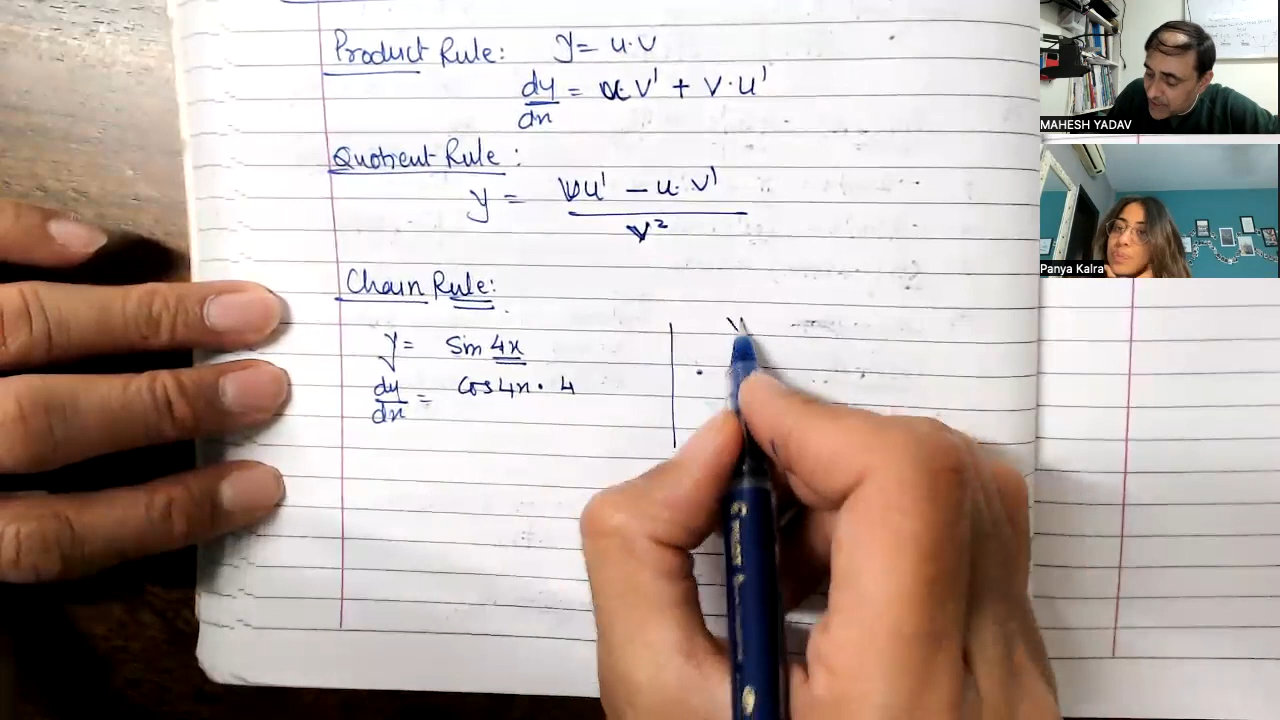 Product Rule: y = u·v
dy/dx = u v' + v·u'
Quotient Rule :
y = vu' - u v' / v²
Chain Rule:
y = Sin 4x
dy/dx = cos4x · 4
MAHESH YADAV
Panya Kalra